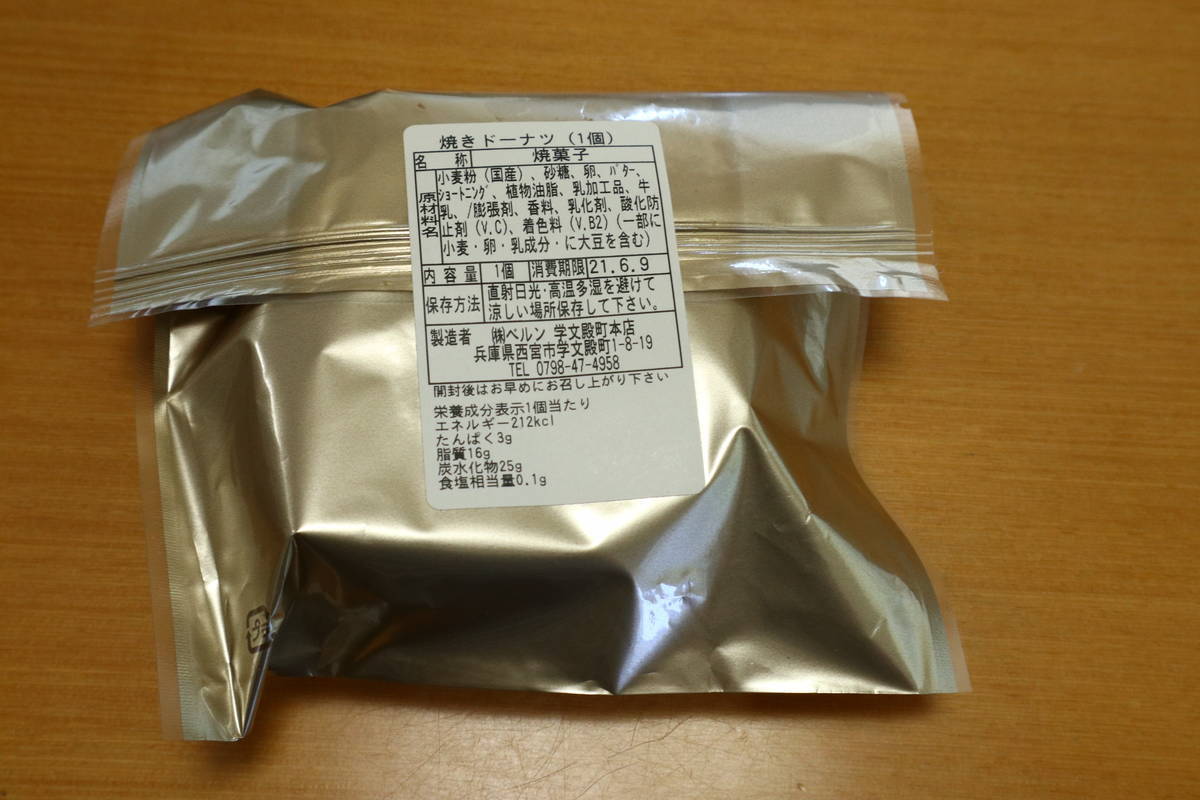 焼きドーナツ（1個）
名　称　焼菓子
原材料名
小麦粉（国産）、砂糖、卵、バター、
ショートニング、植物油脂、乳加工品、牛
乳、/膨張剤、香料、乳化剤、酸化防
止剤（V.C）、着色料（V.B2）（一部に
小麦・卵・乳成分・に大豆を含む）
内容量　1個　消費期限　21.6.9
保存方法
直射日光・高温多湿を避けて
涼しい場所保存して下さい。
製造者　㈱ベルン 学文殿町本店
兵庫県西宮市学文殿町1-8-19
TEL 0798-47-4958
開封後はお早めにお召し上がり下さい
栄養成分表示1個当たり
エネルギー212kcl
たんぱく3g
脂質16g
炭水化物25g
食塩相当量0.1g
プラ